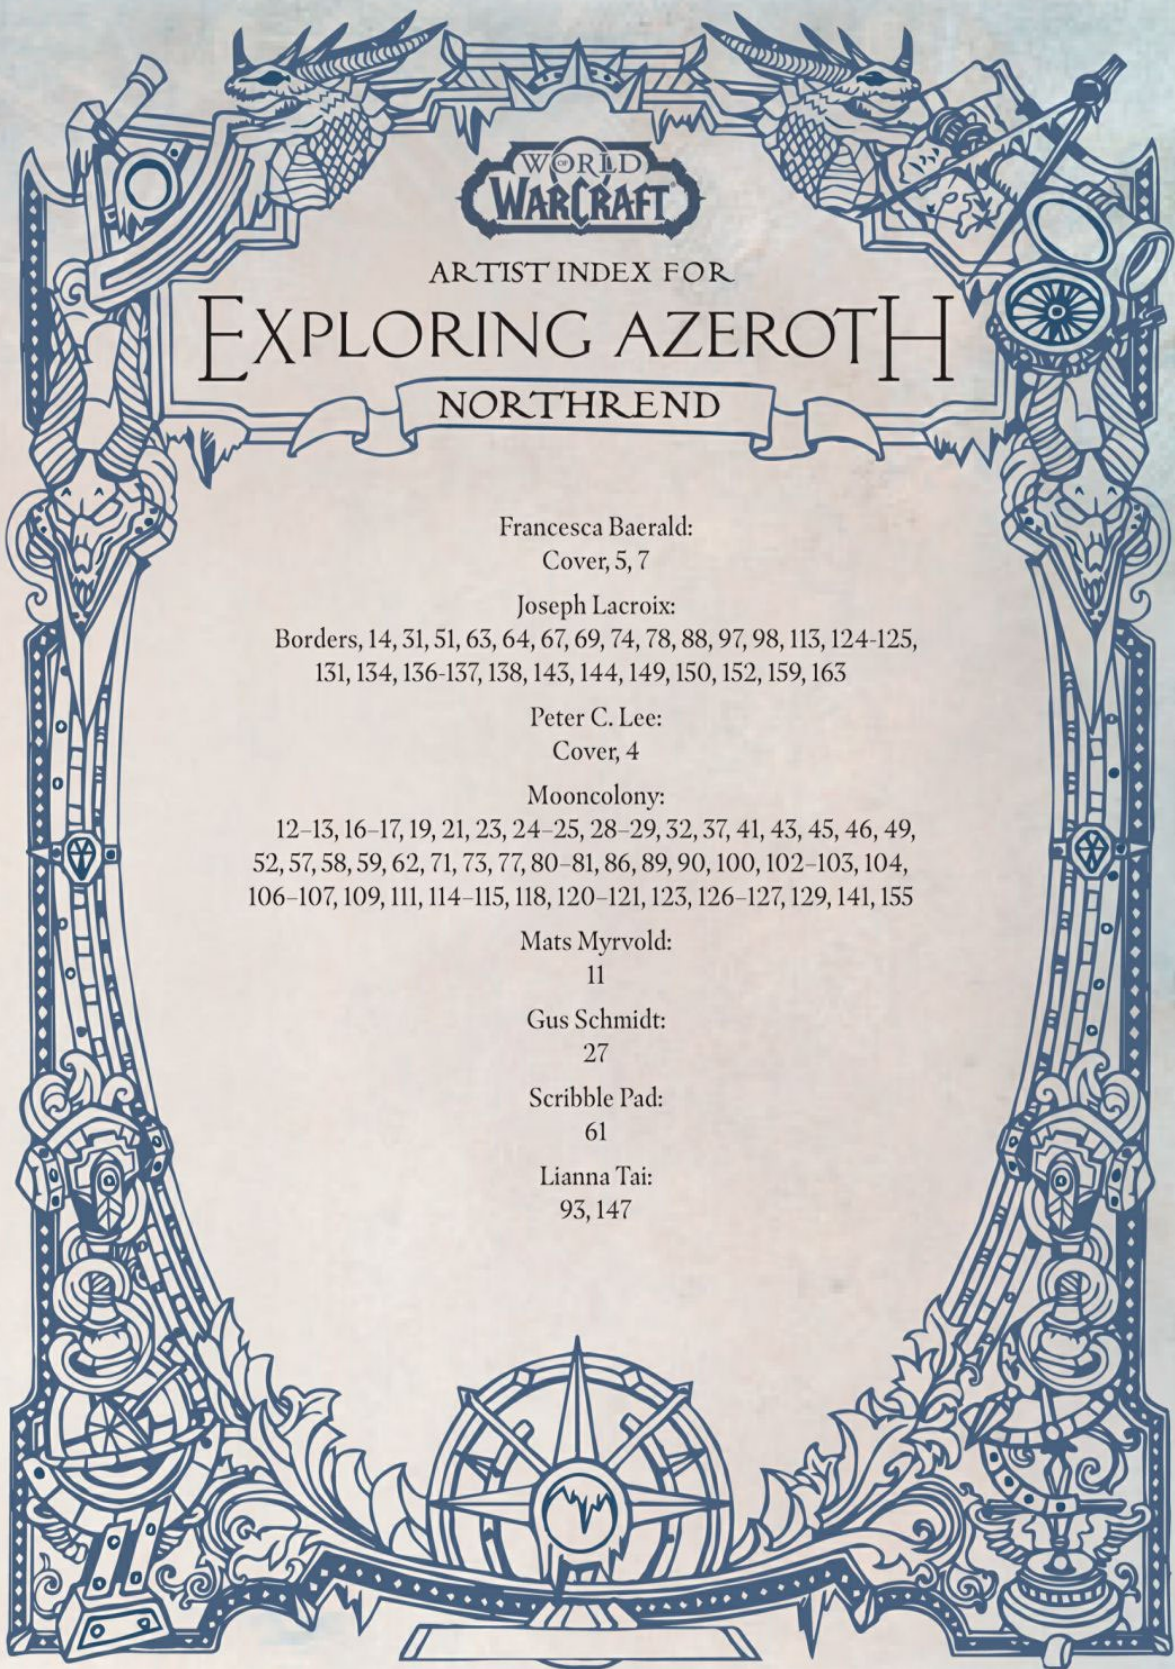 WORLD
OF
WARCRAFT
ARTIST INDEX FOR
EXPLORING AZEROTH
NORTHREND
Francesca Baerald:
Cover, 5, 7
Joseph Lacroix:
Borders, 14, 31, 51, 63, 64, 67, 69, 74, 78, 88, 97, 98, 113, 124-125,
131, 134, 136-137, 138, 143, 144, 149, 150, 152, 159, 163
Peter C. Lee:
Cover, 4
Mooncolony:
12–13, 16–17, 19, 21, 23, 24–25, 28–29, 32, 37, 41, 43, 45, 46, 49,
52, 57, 58, 59, 62, 71, 73, 77, 80–81, 86, 89, 90, 100, 102–103, 104,
106–107, 109, 111, 114–115, 118, 120–121, 123, 126–127, 129, 141, 155
Mats Myrvold:
11
Gus Schmidt:
27
Scribble Pad:
61
Lianna Tai:
93, 147